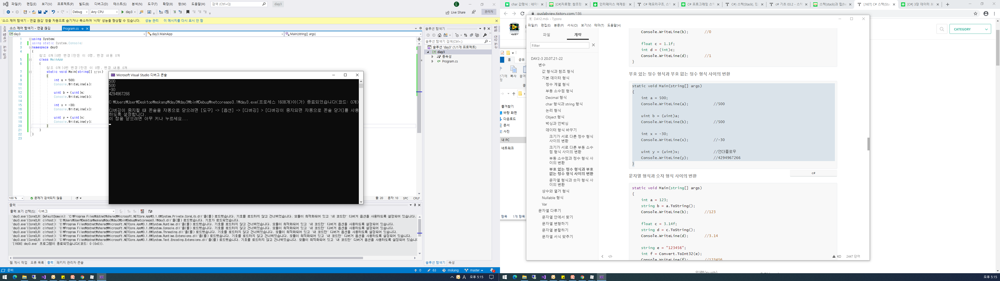 파일(F) 편집(E) 보기(V) 프로젝트(P) 빌드(B) 디버그(D) 테스트(S) 분석(N) 도구(T) 확장(X) 창(W) 도움말(H) 검색 (Ctrl+Q) day3 E
Debug Any CPU day3 Live Share 관리자
'소스 제어 탐색기 - 연결 끊김' 창을 자동으로 숨기거나 축소하여 '시작' 성능을 향상할 수 있습니다. 성능 관리 이 메시지를 다시 표시 안 함
소스 제어 탐색기 - 연결 끊김 Program.cs
day3 day3.MainApp Main(string[] args)
1 using System;
2 using static System.Console;
3 namespace day3
4 {
참조 0개|0번 변경|만든 이 0명, 변경 내용 0개
5 class MainApp
6 {
참조 0개|0번 변경|만든 이 0명, 변경 내용 0개
7 static void Main(string[] args)
8 {
9 int a = 500;
10 Console.WriteLine(a);
11
12 uint b = (uint)a;
13 Console.WriteLine(b);
14
15 int x = -30;
16 Console.WriteLine(x);
17
18 uint y = (uint)x;
19 Console.WriteLine(y);
20 }
21 }
22 }
23
Microsoft Visual Studio 디버그 콘솔
500
500
-30
4294967266
C:₩Users₩User₩Desktop₩mskang₩day3₩day3₩bin₩Debug₩netcoreapp3.1₩day3.exe(프로세스 1608개)이(가) 종료되었습니다(코드: 0개)
.
디버깅이 중지될 때 콘솔을 자동으로 닫으려면 [도구] -> [옵션] -> [디버깅] > [디버깅이 중지되면 자동으로 콘솔 닫기]를 사용
하도록 설정합니다.
이 창을 닫으려면 아무 키나 누르세요...
100 % 문제가 검색되지 않음 줄: 20 문자: 10 SPC CRLF
솔루션 탐색기
솔루션 탐색기 검색(Ctrl+;)
솔루션 'day3' (1/1개 프로젝트)
day3
종속성
Program.cs
솔루션 탐색기 속성
출력
출력 보기 선택(S): 디버그
'day3.exe'(CoreCLR: DefaultDomain): 'C:₩Program Files₩dotnet₩shared₩Microsoft.NETCore.App₩3.1.6₩System.Private.CoreLib.dll'을(를) 로드했습니다. 기호를 로드하지 않고 건너뛰었습니다. 모듈이 최적화되어 있고 '내 코드만' 디버거 옵션을 사용하도록 설정되어 있습니다.
'day3.exe'(CoreCLR: clrhost): 'C:₩Users₩User₩Desktop₩mskang₩day3₩day3₩bin₩Debug₩netcoreapp3.1₩day3.dll'을(를) 로드했습니다. 기호가 로드되었습니다.
'day3.exe'(CoreCLR: clrhost): 'C:₩Program Files₩dotnet₩shared₩Microsoft.NETCore.App₩3.1.6₩System.Runtime.dll'을(를) 로드했습니다. 기호를 로드하지 않고 건너뛰었습니다. 모듈이 최적화되어 있고 '내 코드만' 디버거 옵션을 사용하도록 설정되어 있습니다.
'day3.exe'(CoreCLR: clrhost): 'C:₩Program Files₩dotnet₩shared₩Microsoft.NETCore.App₩3.1.6₩System.Console.dll'을(를) 로드했습니다. 기호를 로드하지 않고 건너뛰었습니다. 모듈이 최적화되어 있고 '내 코드만' 디버거 옵션을 사용하도록 설정되어 있습니다.
'day3.exe'(CoreCLR: clrhost): 'C:₩Program Files₩dotnet₩shared₩Microsoft.NETCore.App₩3.1.6₩System.Threading.dll'을(를) 로드했습니다. 기호를 로드하지 않고 건너뛰었습니다. 모듈이 최적화되어 있고 '내 코드만' 디버거 옵션을 사용하도록 설정되어 있습니다.
'day3.exe'(CoreCLR: clrhost): 'C:₩Program Files₩dotnet₩shared₩Microsoft.NETCore.App₩3.1.6₩System.Runtime.Extensions.dll'을(를) 로드했습니다. 기호를 로드하지 않고 건너뛰었습니다. 모듈이 최적화되어 있고 '내 코드만' 디버거 옵션을 사용하도록 설정되어 있습니다.
'day3.exe'(CoreCLR: clrhost): 'C:₩Program Files₩dotnet₩shared₩Microsoft.NETCore.App₩3.1.6₩System.Text.Encoding.Extensions.dll'을(를) 로드했습니다. 기호를 로드하지 않고 건너뛰었습니다. 모듈이 최적화되어 있고 '내 코드만' 디버거 옵션을 사용하도록 설정되어 있습니다
'[1608] day3.exe' 프로그램이 종료되었습니다(코드: 0 (0x0)).
웹 게시 작업 오류 목록 출력 패키지 관리자 콘솔
준비 0 63 mskang master 2
A 오후 5:15
char 값형식 : 네이버 [C#]자료형: 참조형 인터페이스 예제들 C# 메모리구조, 스택 C# 프로그래밍 스택 C#) 스택(Stack), 힙 c# 기초 03.2 - 스택 스택(stack)과 힙(he [.NET] C# 스택(Sta [C#] 3장 데이터 보
guslabview.tistory.com/186
CATEGORY
홈 공유
복사
즐겨찾기
바탕 화면
다운로드
문서
사진
내 PC
네트워크
항목 1개 항목
DAY2.md• - Typora
파일(F) 편집(E) 본문(P) 서식(O) 보기(V) 테마(T) 도움말(H)
파일 개략
Filter
DAY2-3 20.07.21-22
변수
값 형식과 참조 형식
기본 데이터 형식
정수 계열 형식
부동 소수점 형식
Decimal 형식
char 형식과 string 형식
논리 형식
Object 형식
박싱과 언박싱
데이터 형식 바꾸기
크기가 서로 다른 정수 형식
사이의 변환
크기가 서로 다른 부동 소수
점 형식 사이의 변환
부동 소수점과 정수 형식 사
이의 변환
부호 있는 정수 형식과 부호
없는 정수 형식 사이의 변환
문자열 형식과 숫자 형식 사
이의 변환
상수와 열거 형식
Nullable 형식
Var
문자열 다루기
문자열 안에서 찾기
문자열 변형하기
문자열 분할하기
문자열 서식 맞추기
Console.WriteLine(b); //0
float c = 1.1f;
int d = (int)c;
Console.WriteLine(d); //1
}
부호 있는 정수 형식과 부호 없는 정수 형식 사이의 변환
static void Main(string[] args)
{
int a = 500;
Console.WriteLine(a); //500
uint b = (uint)a;
Console.WriteLine(b); //500
int x = -30;
Console.WriteLine(x); //-30
uint y = (uint)x; //언더플로우
Console.WriteLine(y); //4294967266
}
c#
문자열 형식과 숫자 형식 사이의 변환
static void Main(string[] args)
{
int a = 123;
string b = a.ToString();
Console.WriteLine(b); //123
float c = 3.14f;
string d = c.ToString();
Console.WriteLine(d); //3.14
string e = "123456";
int f = Convert.ToInt32(e);
Console.WriteLine(f); //123456
KO 2447 단어
오후 5:15